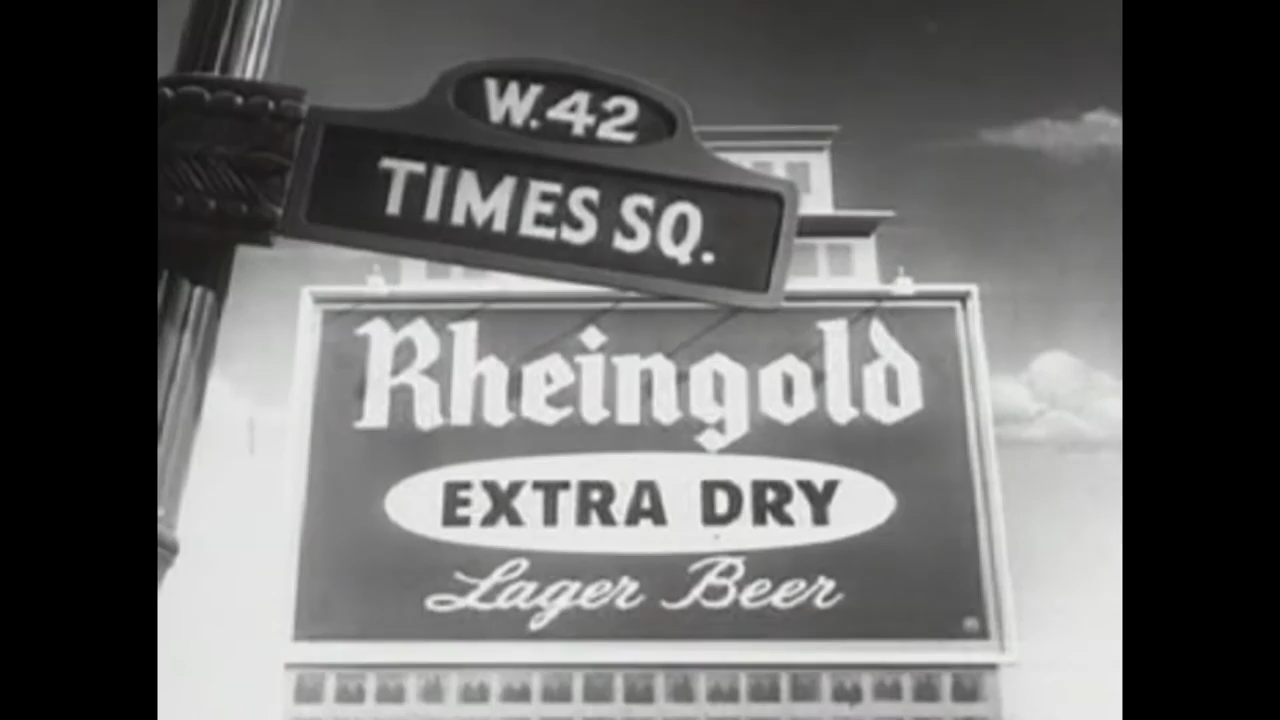 W. 42
TIMES SQ.
Rheingold
EXTRA DRY
Lager Beer